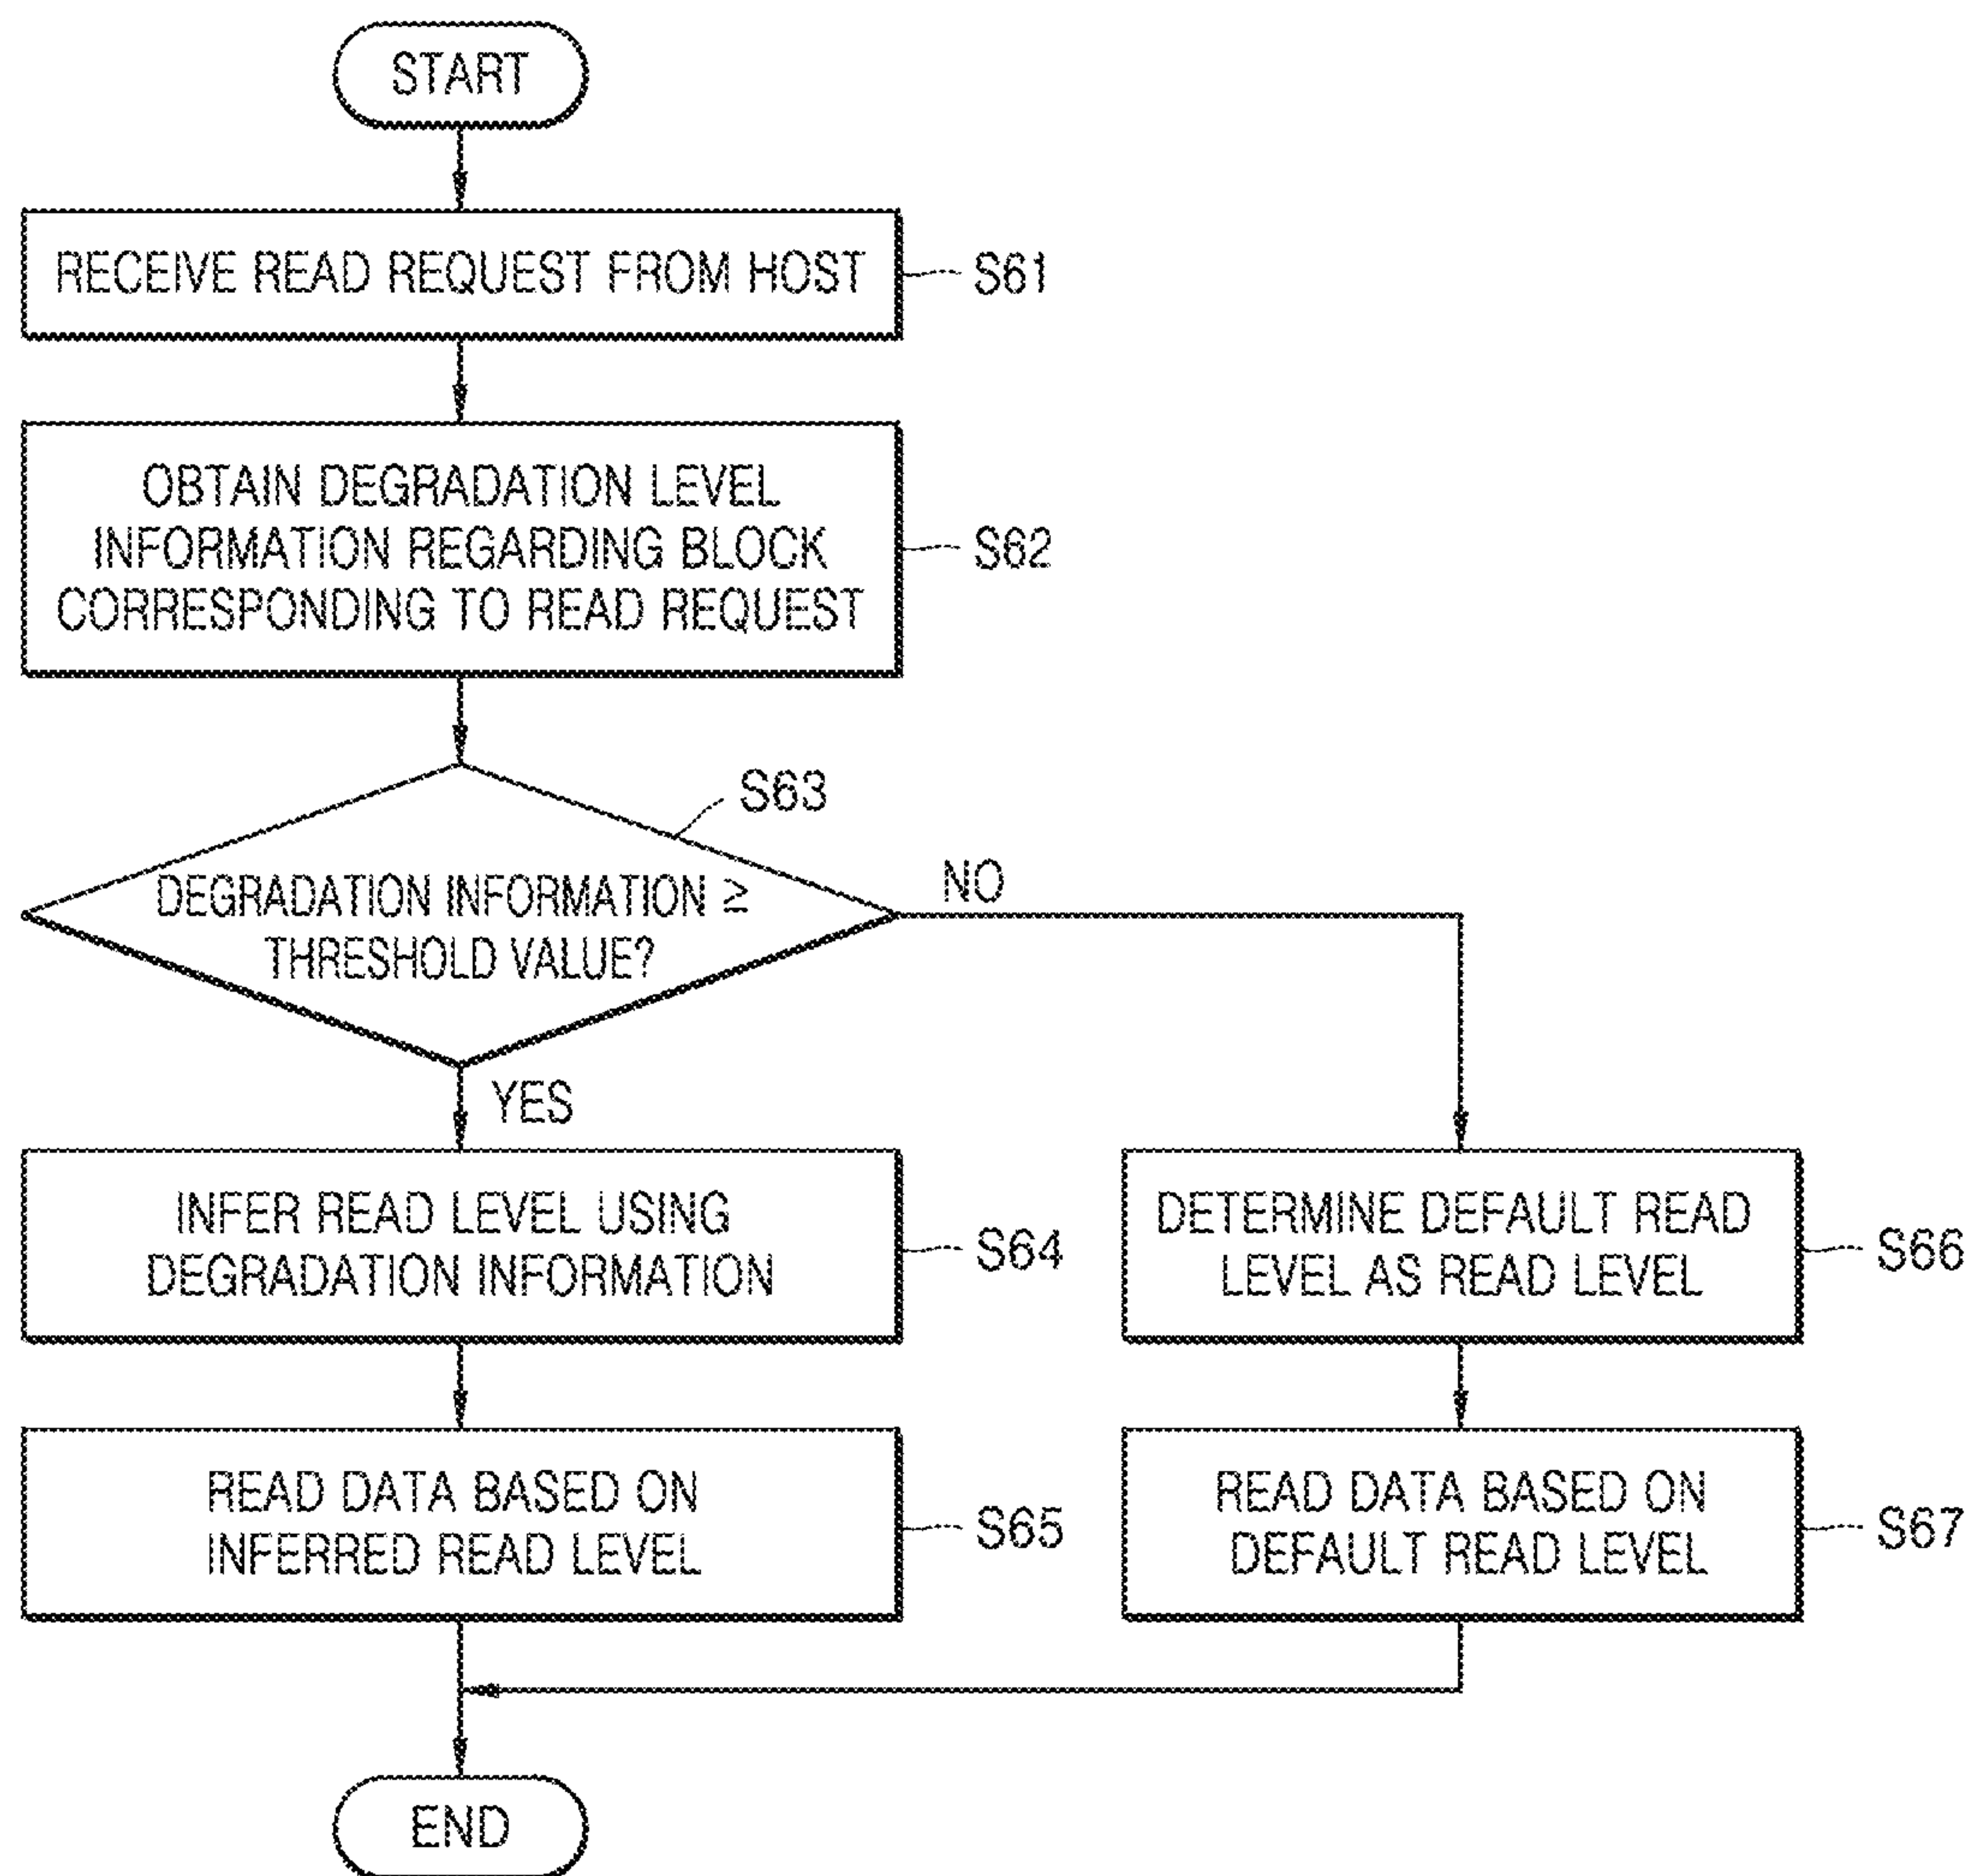 START
RECEIVE READ REQUEST FROM HOST
S61
OBTAIN DEGRADATION LEVEL
INFORMATION REGARDING BLOCK
CORRESPONDING TO READ REQUEST
S62
S63
DEGRADATION INFORMATION ≥
THRESHOLD VALUE?
NO
YES
INFER READ LEVEL USING
DEGRADATION INFORMATION
S64
DETERMINE DEFAULT READ
LEVEL AS READ LEVEL
S66
READ DATA BASED ON
INFERRED READ LEVEL
S65
READ DATA BASED ON
DEFAULT READ LEVEL
S67
END